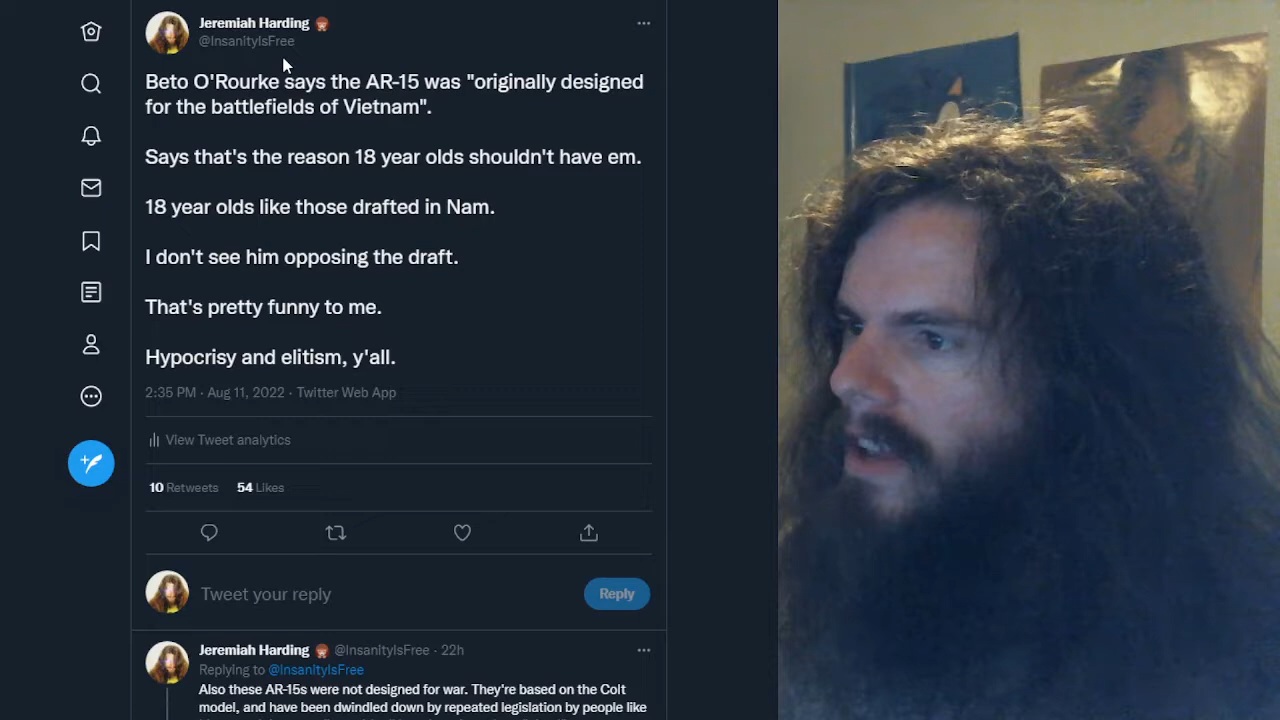 Jeremiah Harding
@InsanityIsFree
Beto O'Rourke says the AR-15 was "originally designed
for the battlefields of Vietnam".
Says that's the reason 18 year olds shouldn't have em.
18 year olds like those drafted in Nam.
I don't see him opposing the draft.
That's pretty funny to me.
Hypocrisy and elitism, y'all.
2:35 PM · Aug 11, 2022 · Twitter Web App
View Tweet analytics
10 Retweets 54 Likes
Tweet your reply
Reply
Jeremiah Harding @InsanityIsFree · 22h
Replying to @InsanityIsFree
Also these AR-15s were not designed for war. They're based on the Colt
model, and have been dwindled down by repeated legislation by people like